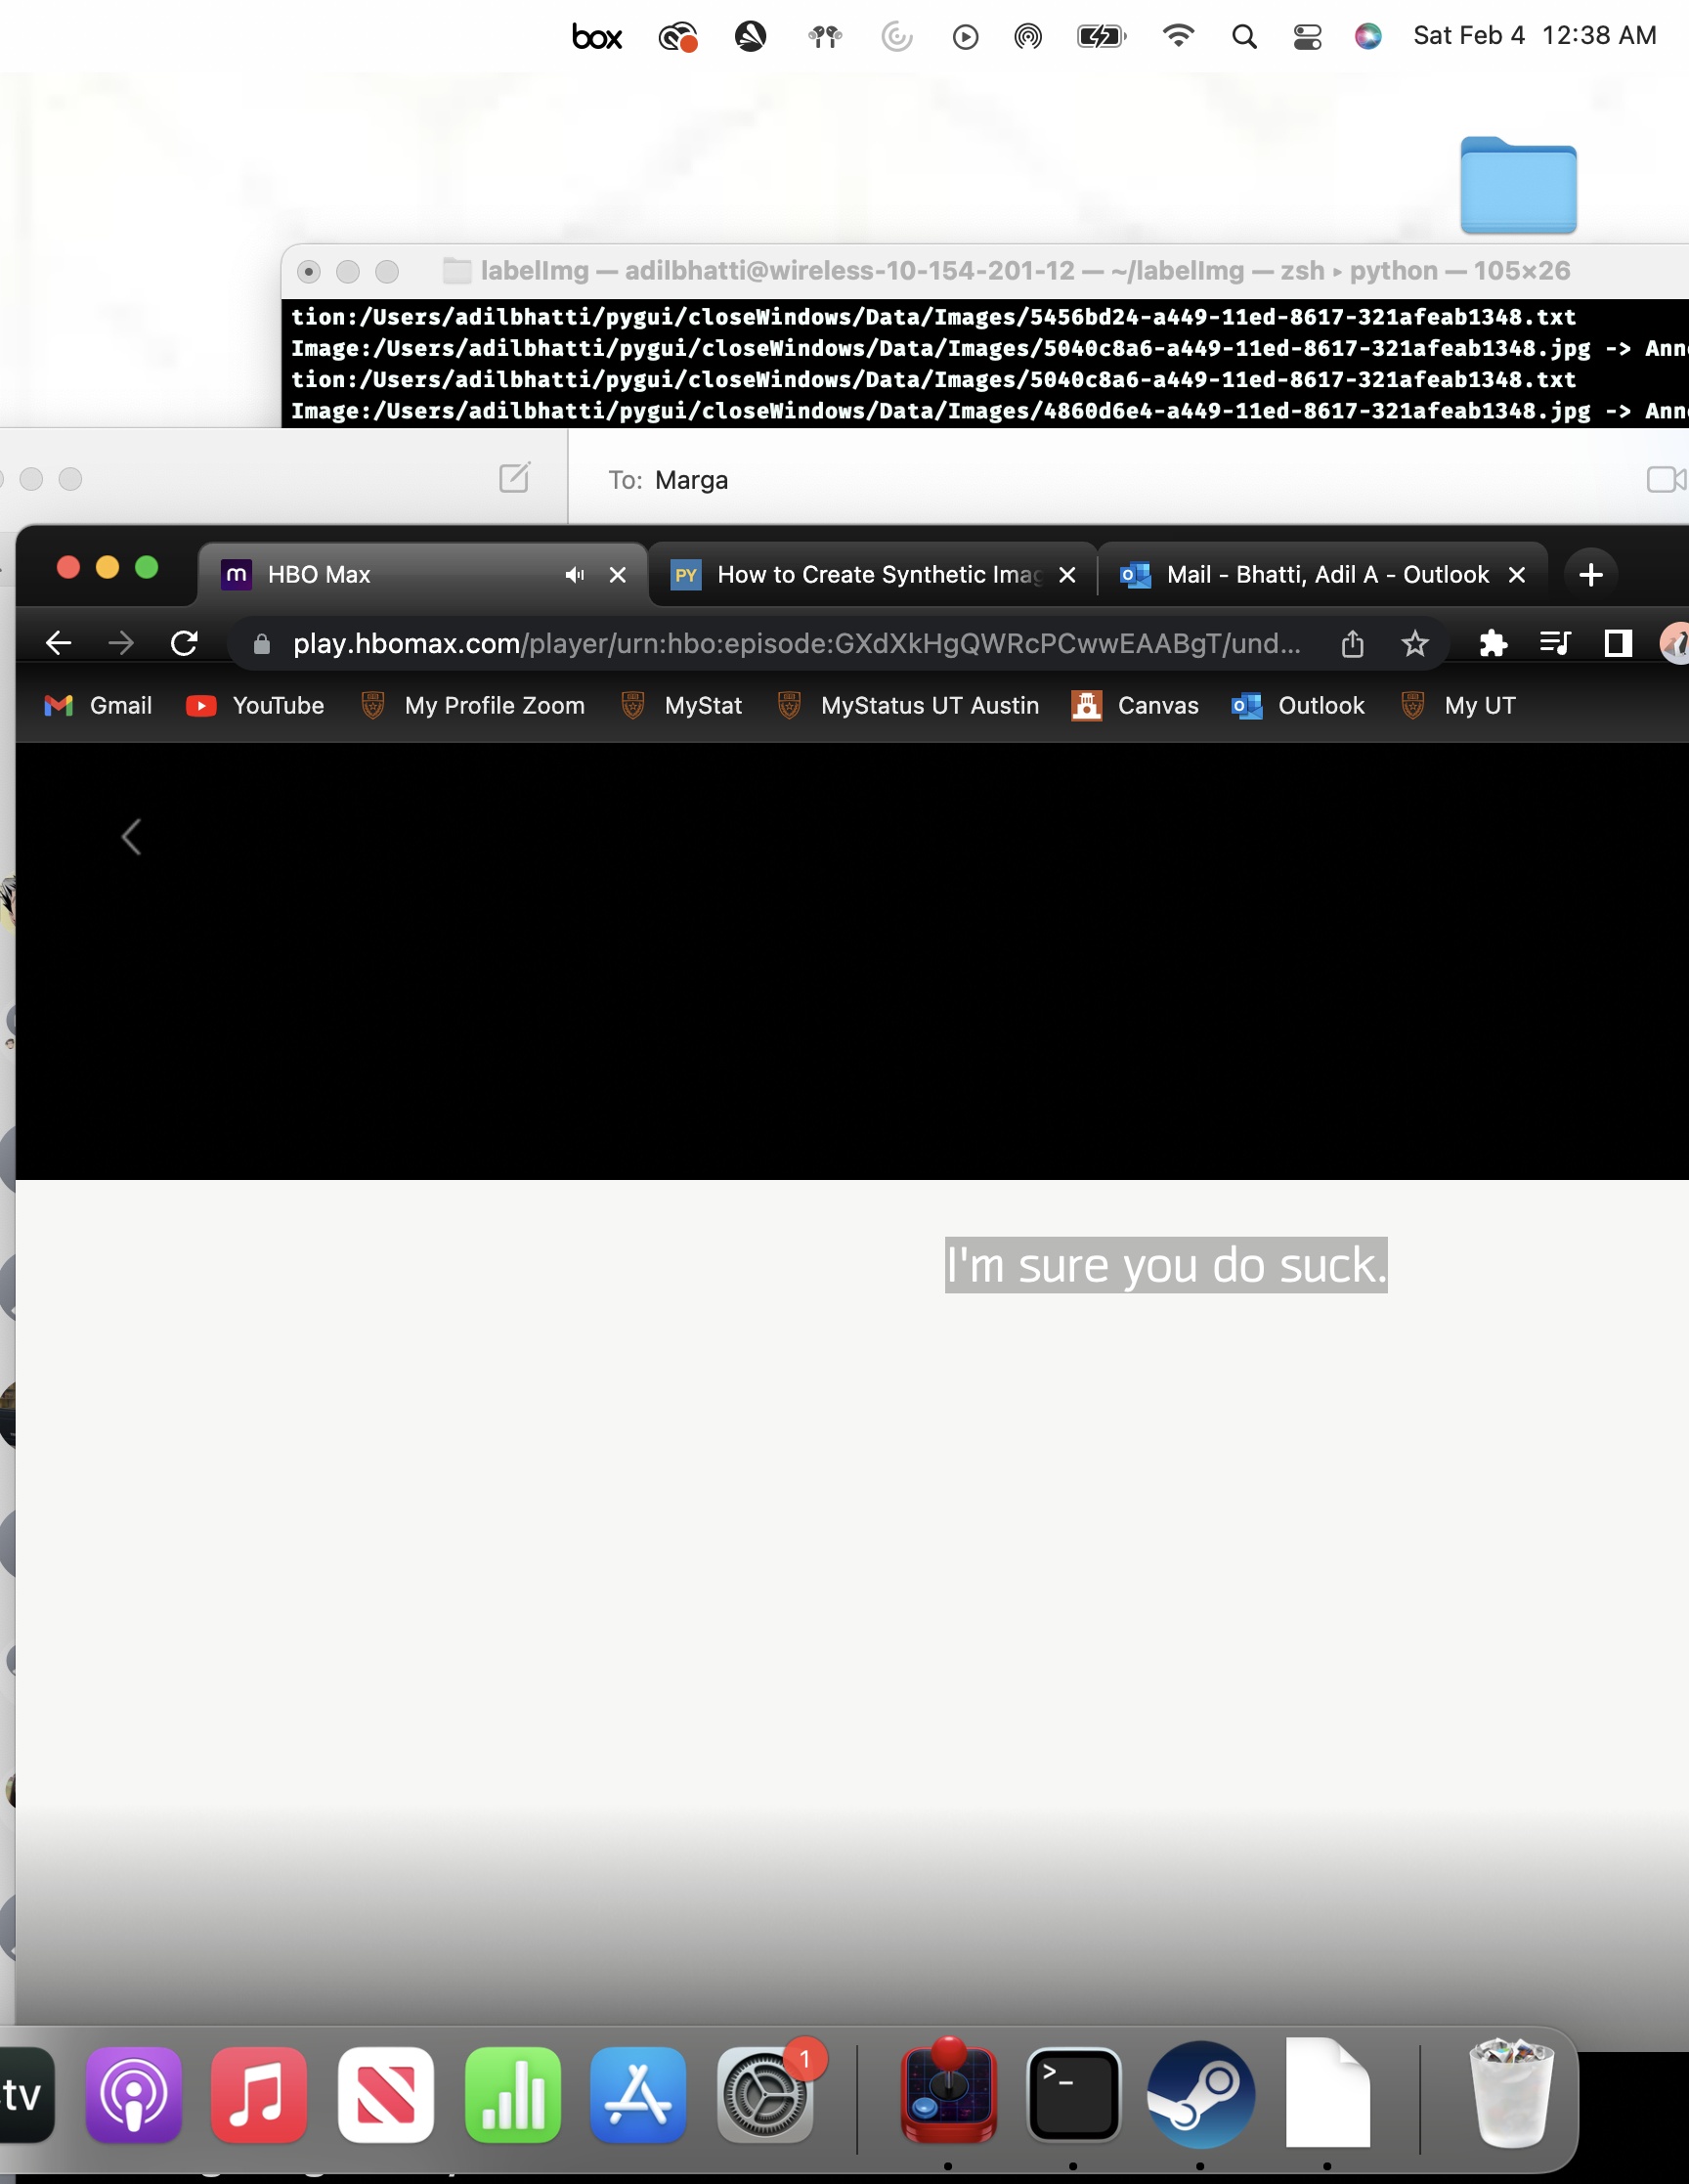 box Sat Feb 4 12:38 AM
labelImg — adilbhatti@wireless-10-154-201-12 — ~/labelImg — zsh ▸ python — 105×26
tion:/Users/adilbhatti/pygui/closeWindows/Data/Images/5456bd24-a449-11ed-8617-321afeab1348.txt
Image:/Users/adilbhatti/pygui/closeWindows/Data/Images/5040c8a6-a449-11ed-8617-321afeab1348.jpg -> Ann
tion:/Users/adilbhatti/pygui/closeWindows/Data/Images/5040c8a6-a449-11ed-8617-321afeab1348.txt
Image:/Users/adilbhatti/pygui/closeWindows/Data/Images/4860d6e4-a449-11ed-8617-321afeab1348.jpg -> Ann
To: Marga
m HBO Max PY How to Create Synthetic Imag Mail - Bhatti, Adil A - Outlook
play.hbomax.com/player/urn:hbo:episode:GXdXkHgQWRcPCwwEAABgT/und...
Gmail YouTube My Profile Zoom MyStat MyStatus UT Austin Canvas Outlook My UT
I'm sure you do suck.
tv 1 >_